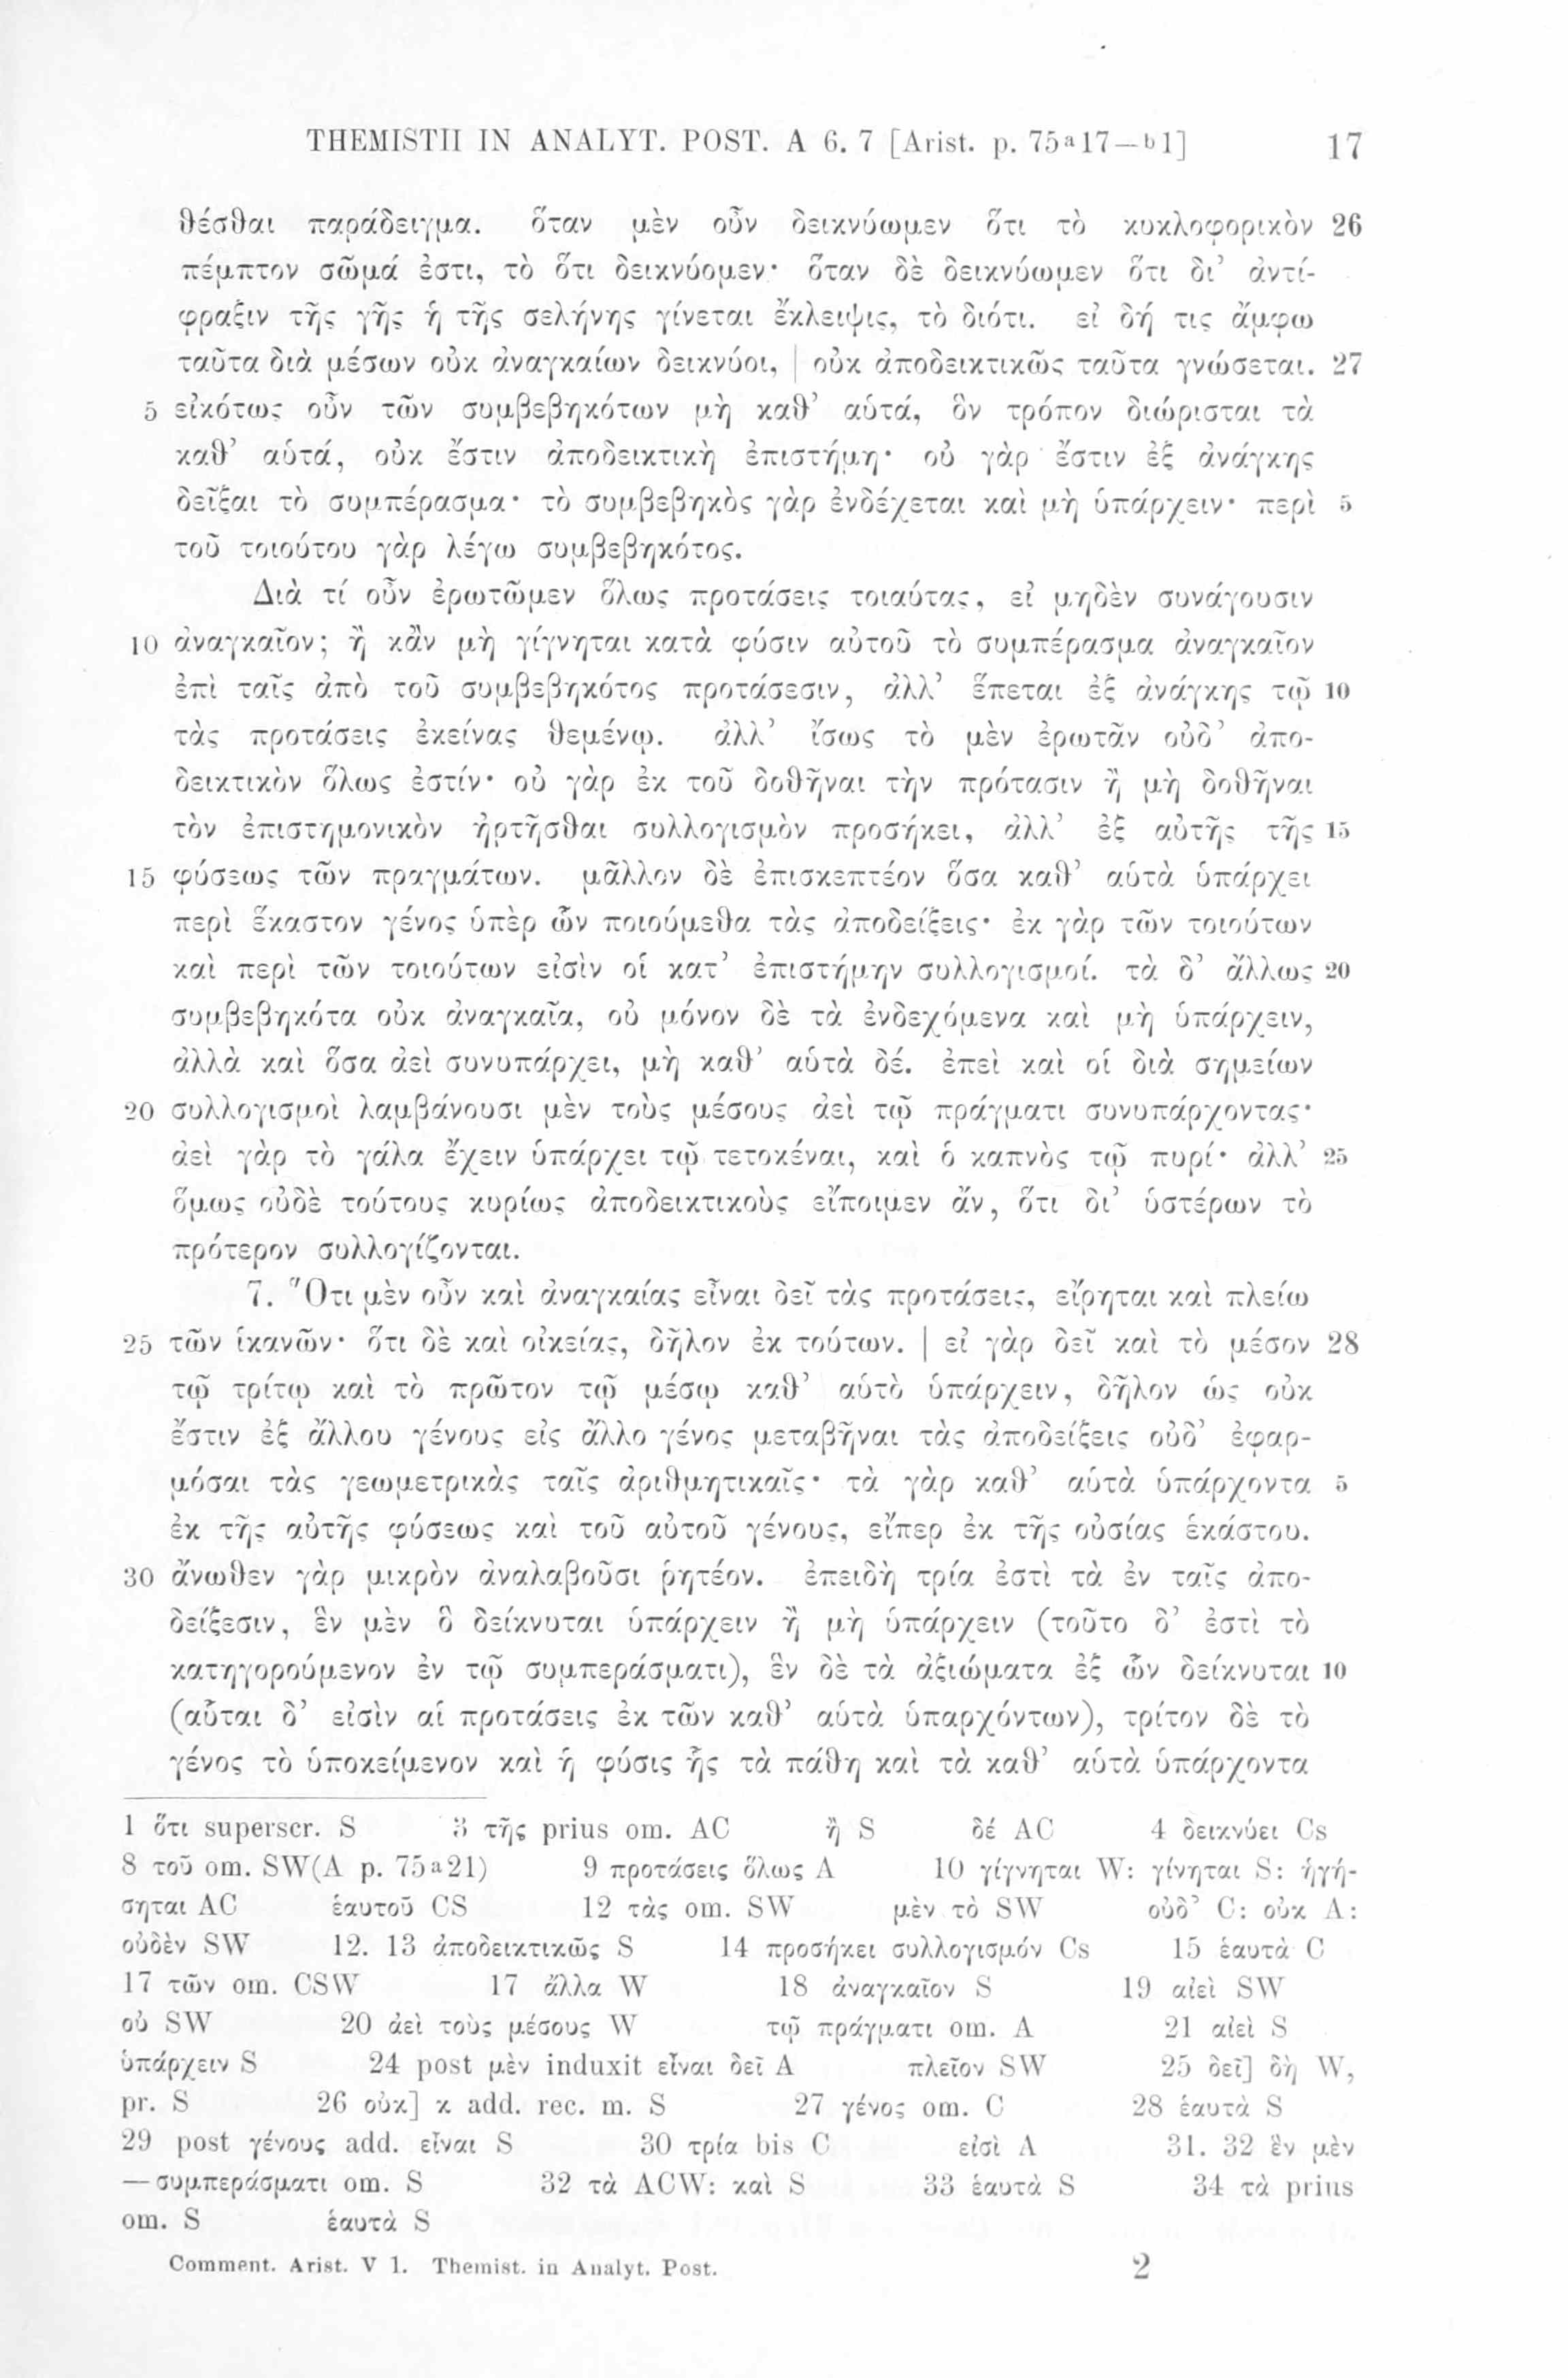 THEMISTII IN ANALYT. POST. A 6. 7 [Arist. p. 75ᵃ17—ᵇ1] 17
θέσθαι παράδειγμα. ὅταν μὲν οὖν δεικνύωμεν ὅτι τὸ κυκλοφορικὸν 26
πέμπτον σῶμά ἐστι, τὸ ὅτι δείκνύομεν· ὅταν δὲ δεικνύωμεν ὅτι δι’ ἀντί-
φραξιν τῆς γῆς ἡ τῆς σελήνης γίνεται ἔκλειψις, τὸ διότι. εἰ δή τις ἄμφω
ταῦτα διὰ μέσων οὐκ ἀναγκαίων δεικνύοι, | οὐκ ἀποδεικτικῶς ταῦτα γνώσεται. 27
5 εἰκότως οὖν τῶν συμβεβηκότων μὴ καθ’ αὑτά, ὃν τρόπον διώρισται τὰ
καθ’ αὑτά, οὐκ ἔστιν ἀποδεικτικὴ ἐπιστήμη· οὐ γὰρ ἔστιν ἐξ ἀνάγκης
δεῖξαι τὸ συμπέρασμα· τὸ συμβεβηκὸς γὰρ ἐνδέχεται καὶ μὴ ὑπάρχειν· περὶ 5
τοῦ τοιούτου γὰρ λέγω συμβεβηκότος.
Διὰ τί οὖν ἐρωτῶμεν ὅλως προτάσεις τοιαύτας, εἰ μηδὲν συνάγουσιν
10 ἀναγκαῖον; ἢ κἂν μὴ γίγνηται κατὰ φύσιν αὑτοῦ τὸ συμπέρασμα ἀναγκαῖον
ἐπὶ ταῖς ἀπὸ τοῦ συμβεβηκότος προτάσεσιν, ἀλλ’ ἕπεται ἐξ ἀνάγκης τῷ 10
τὰς προτάσεις ἐκείνας θεμένῳ. ἀλλ’ ἴσως τὸ μὲν ἐρωτᾶν οὐδ’ ἀπο-
δεικτικὸν ὅλως ἐστίν· οὐ γὰρ ἐκ τοῦ δοθῆναι τὴν πρότασιν ἢ μὴ δοθῆναι
τὸν ἐπιστημονικὸν ἠρτῆσθαι συλλογισμὸν προσήκει, ἀλλ’ ἐξ αὐτῆς τῆς 15
15 φύσεως τῶν πραγμάτων. μᾶλλον δὲ ἐπισκεπτέον ὅσα καθ’ αὑτὰ ὑπάρχει
περὶ ἕκαστον γένος ὑπὲρ ὧν ποιούμεθα τὰς ἀποδείξεις· ἐκ γὰρ τῶν τοιούτων
καὶ περὶ τῶν τοιούτων εἰσὶν οἱ κατ’ ἐπιστήμην συλλογισμοί. τὰ δ’ ἄλλως 20
συμβεβηκότα οὐκ ἀναγκαῖα, οὐ μόνον δὲ τὰ ἐνδεχόμενα καὶ μὴ ὑπάρχειν,
ἀλλὰ καὶ ὅσα ἀεὶ συνυπάρχει, μὴ καθ’ αὑτὰ δέ. ἐπεὶ καὶ οἱ διὰ σημείων
20 συλλογισμοὶ λαμβάνουσι μὲν τοὺς μέσους ἀεὶ τῷ πράγματι συνυπάρχοντας·
ἀεὶ γὰρ τὸ γάλα ἔχειν ὑπάρχει τῷ τετοκέναι, καὶ ὁ καπνὸς τῷ πυρί· ἀλλ’ 25
ὅμως οὐδὲ τούτους κυρίως ἀποδεικτικοὺς εἴποιμεν ἄν, ὅτι δι’ ὑστέρων τὸ
πρότερον συλλογίζονται.
7. Ὅτι μὲν οὖν καὶ ἀναγκαίας εἶναι δεῖ τὰς προτάσεις, εἴρηται καὶ πλείω
25 τῶν ἱκανῶν· ὅτι δὲ καὶ οἰκείας, δῆλον ἐκ τούτων. | εἰ γὰρ δεῖ καὶ τὸ μέσον 28
τῷ τρίτῳ καὶ τὸ πρῶτον τῷ μέσῳ καθ’ αὑτὸ ὑπάρχειν, δῆλον ὡς οὐκ
ἔστιν ἐξ ἄλλου γένους εἰς ἄλλο γένος μεταβῆναι τὰς ἀποδείξεις οὐδ’ ἐφαρ-
μόσαι τὰς γεωμετρικὰς ταῖς ἀριθμητικαῖς· τὰ γὰρ καθ’ αὑτὰ ὑπάρχοντα 5
ἐκ τῆς αὐτῆς φύσεως καὶ τοῦ αὐτοῦ γένους, εἴπερ ἐκ τῆς οὐσίας ἑκάστου.
30 ἄνωθεν γὰρ μικρὸν ἀναλαβοῦσι ῥητέον. ἐπειδὴ τρία ἐστὶ τὰ ἐν ταῖς ἀπο-
δείξεσιν, ἓν μὲν ὃ δείκνυται ὑπάρχειν ἢ μὴ ὑπάρχειν (τοῦτο δ’ ἐστὶ τὸ
κατηγορούμενον ἐν τῷ συμπεράσματι), ἓν δὲ τὰ ἀξιώματα ἐξ ὧν δείκνυται 10
(αὗται δ’ εἰσὶν αἱ προτάσεις ἐκ τῶν καθ’ αὑτὰ ὑπαρχόντων), τρίτον δὲ τὸ
γένος τὸ ὑποκείμενον καὶ ἡ φύσις ἧς τὰ πάθη καὶ τὰ καθ’ αὑτὰ ὑπάρχοντα
1 ὅτι superscr. S 3 τῆς prius om. AC ἢ S δέ AC 4 δεικνύει Cs
8 τοῦ om. SW(A p. 75ᵃ21) 9 προτάσεις ὅλως A 10 γίγνηται W: γίνηται S: ἡγή-
σηται AC ἑαυτοῦ CS 12 τὰς om. SW μὲν τὸ SW οὐδ’ C: οὐκ A:
οὐδὲν SW 12. 13 ἀποδεικτικῶς S 14 προσήκει συλλογισμόν Cs 15 ἑαυτὰ C
17 τῶν om. CSW 17 ἄλλα W 18 ἀναγκαῖον S 19 αἰεὶ SW
οὐ SW 20 ἀεὶ τοὺς μέσους W τῷ πράγματι om. A 21 αἰεὶ S
ὑπάρχειν S 24 post μὲν induxit εἶναι δεῖ A πλεῖον SW 25 δεῖ] δὴ W,
pr. S 26 οὐκ] κ add. rec. m. S 27 γένος om. C 28 ἑαυτὰ S
29 post γένους add. εἶναι S 30 τρία bis C εἰσὶ A 31. 32 ἓν μὲν
—συμπεράσματι om. S 32 τὰ ACW: καὶ S 33 ἑαυτὰ S 34 τὰ prius
om. S ἑαυτὰ S
Comment. Arist. V 1. Themist. in Analyt. Post. 2